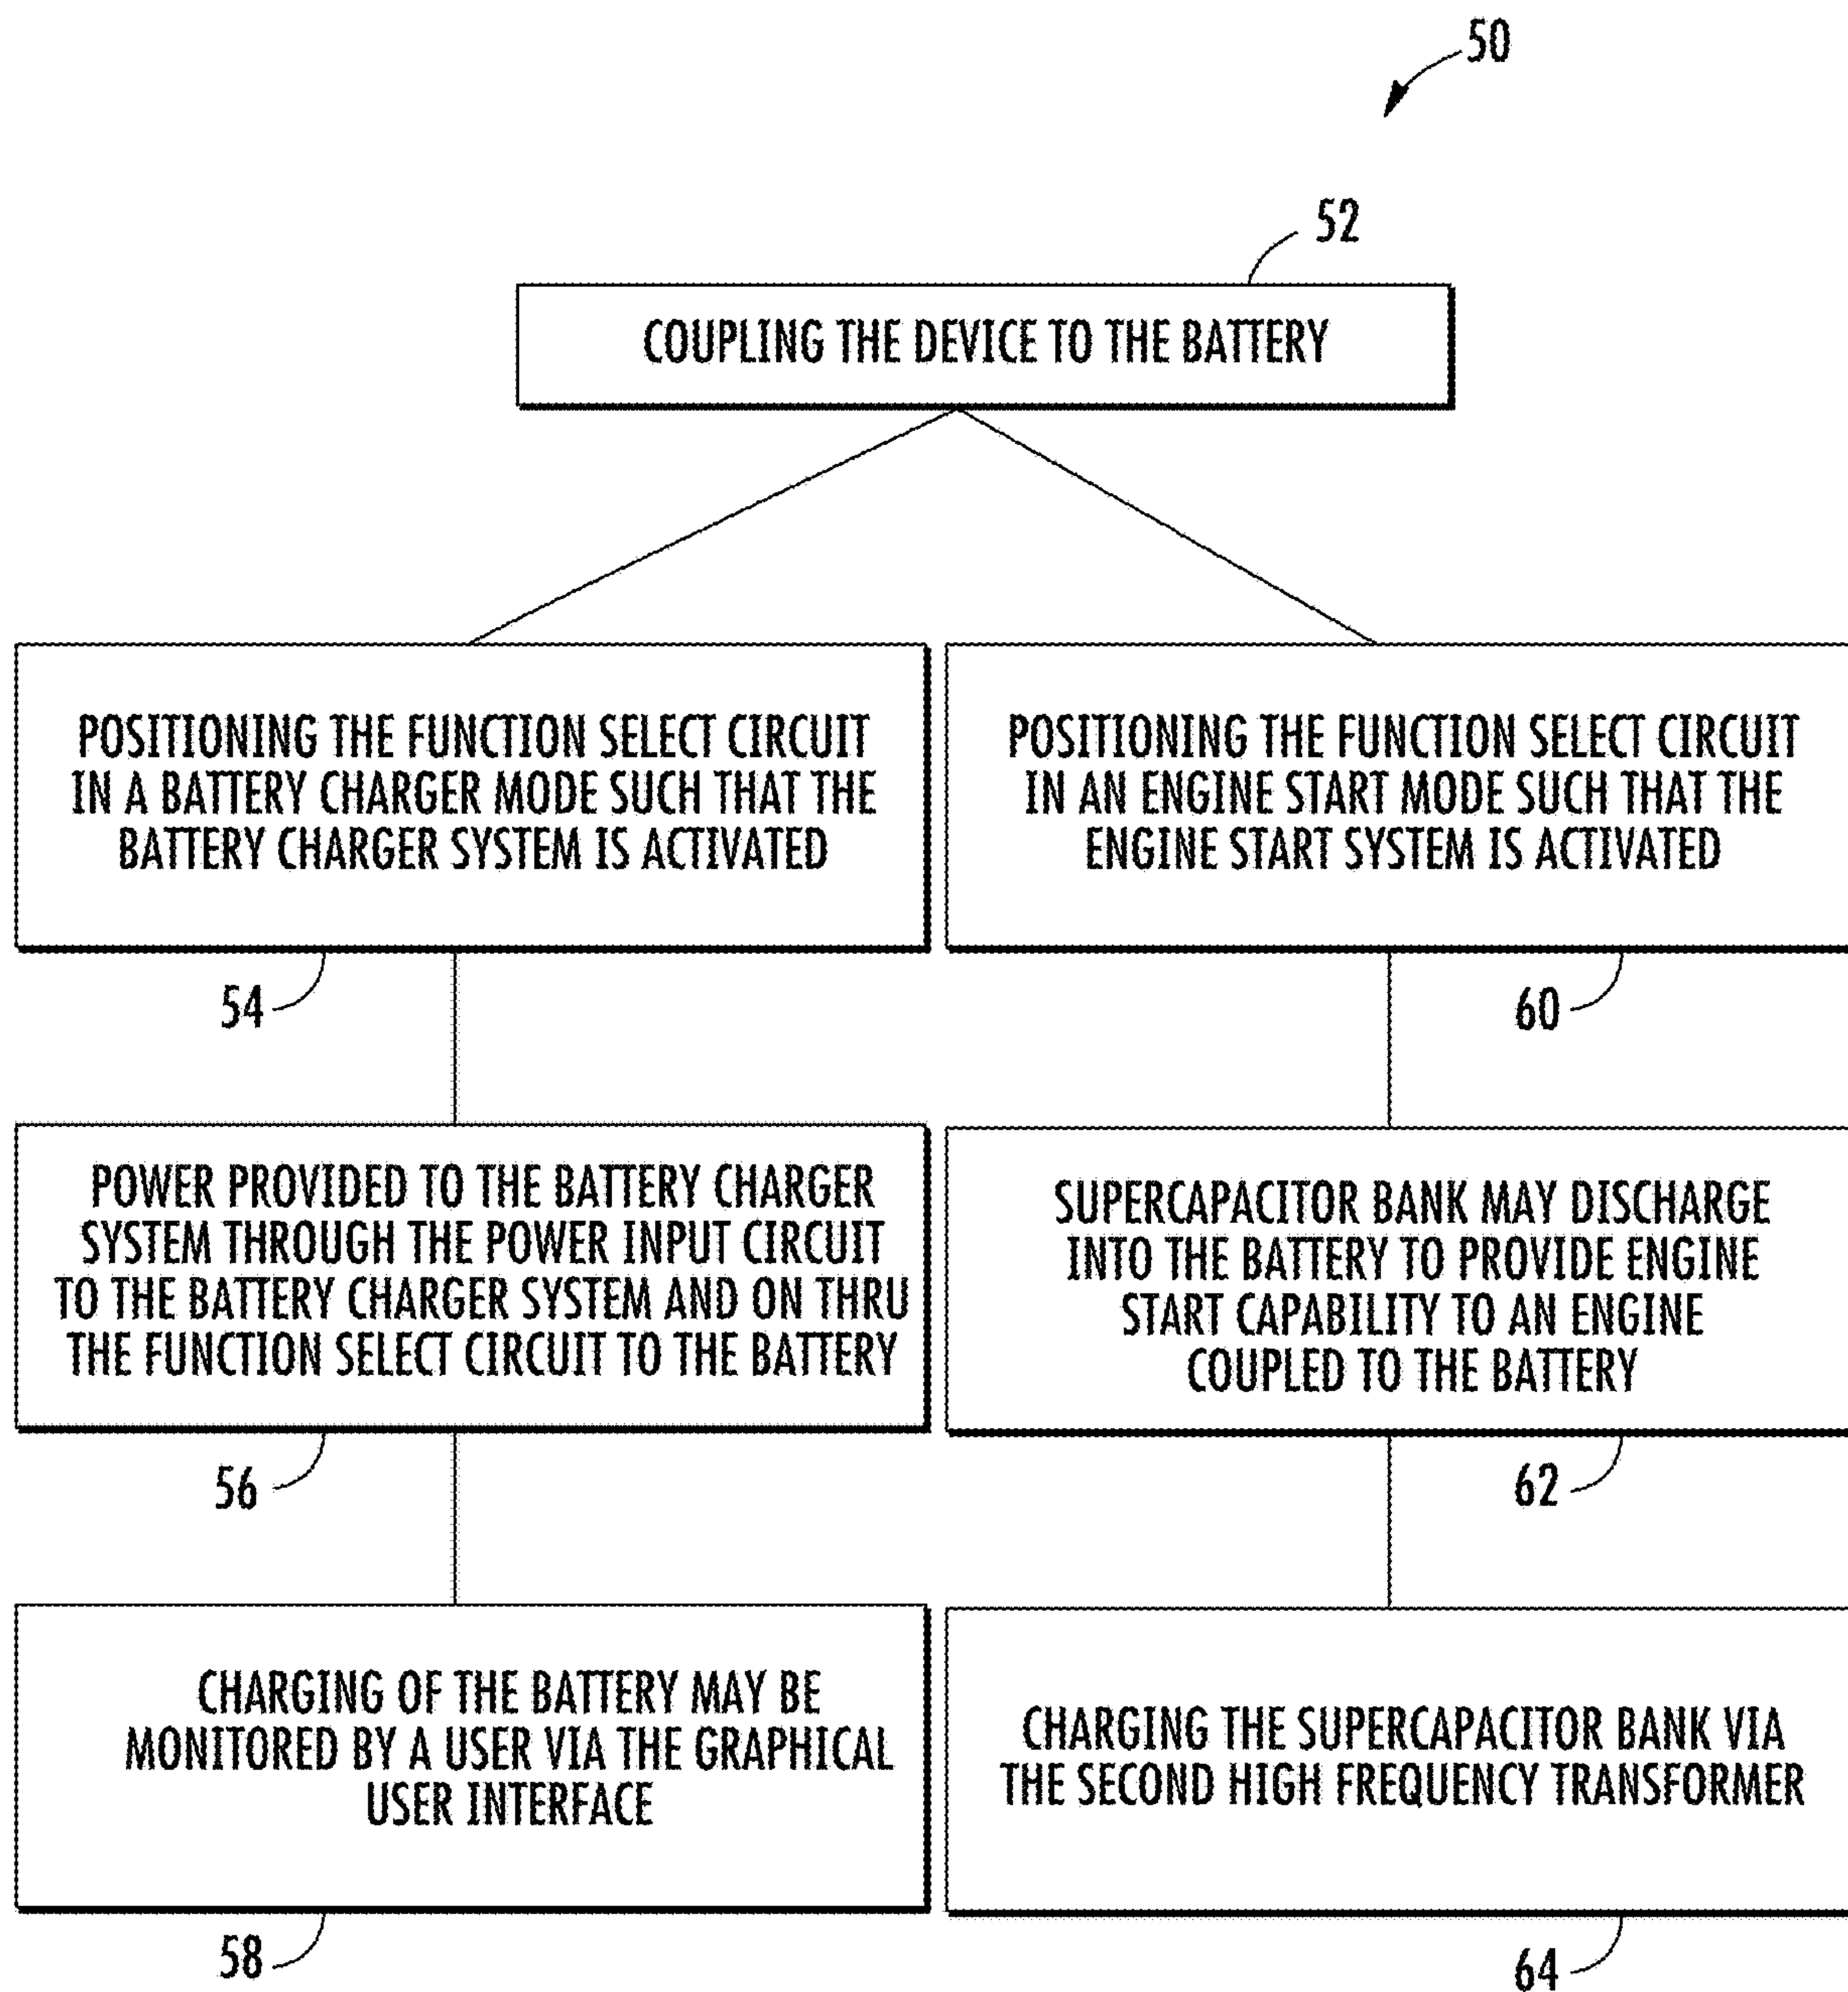 50
52
COUPLING THE DEVICE TO THE BATTERY
POSITIONING THE FUNCTION SELECT CIRCUIT
IN A BATTERY CHARGER MODE SUCH THAT THE
BATTERY CHARGER SYSTEM IS ACTIVATED
54
POWER PROVIDED TO THE BATTERY CHARGER
SYSTEM THROUGH THE POWER INPUT CIRCUIT
TO THE BATTERY CHARGER SYSTEM AND ON THRU
THE FUNCTION SELECT CIRCUIT TO THE BATTERY
56
CHARGING OF THE BATTERY MAY BE
MONITORED BY A USER VIA THE GRAPHICAL
USER INTERFACE
58
POSITIONING THE FUNCTION SELECT CIRCUIT
IN AN ENGINE START MODE SUCH THAT THE
ENGINE START SYSTEM IS ACTIVATED
60
SUPERCAPACITOR BANK MAY DISCHARGE
INTO THE BATTERY TO PROVIDE ENGINE
START CAPABILITY TO AN ENGINE
COUPLED TO THE BATTERY
62
CHARGING THE SUPERCAPACITOR BANK VIA
THE SECOND HIGH FREQUENCY TRANSFORMER
64